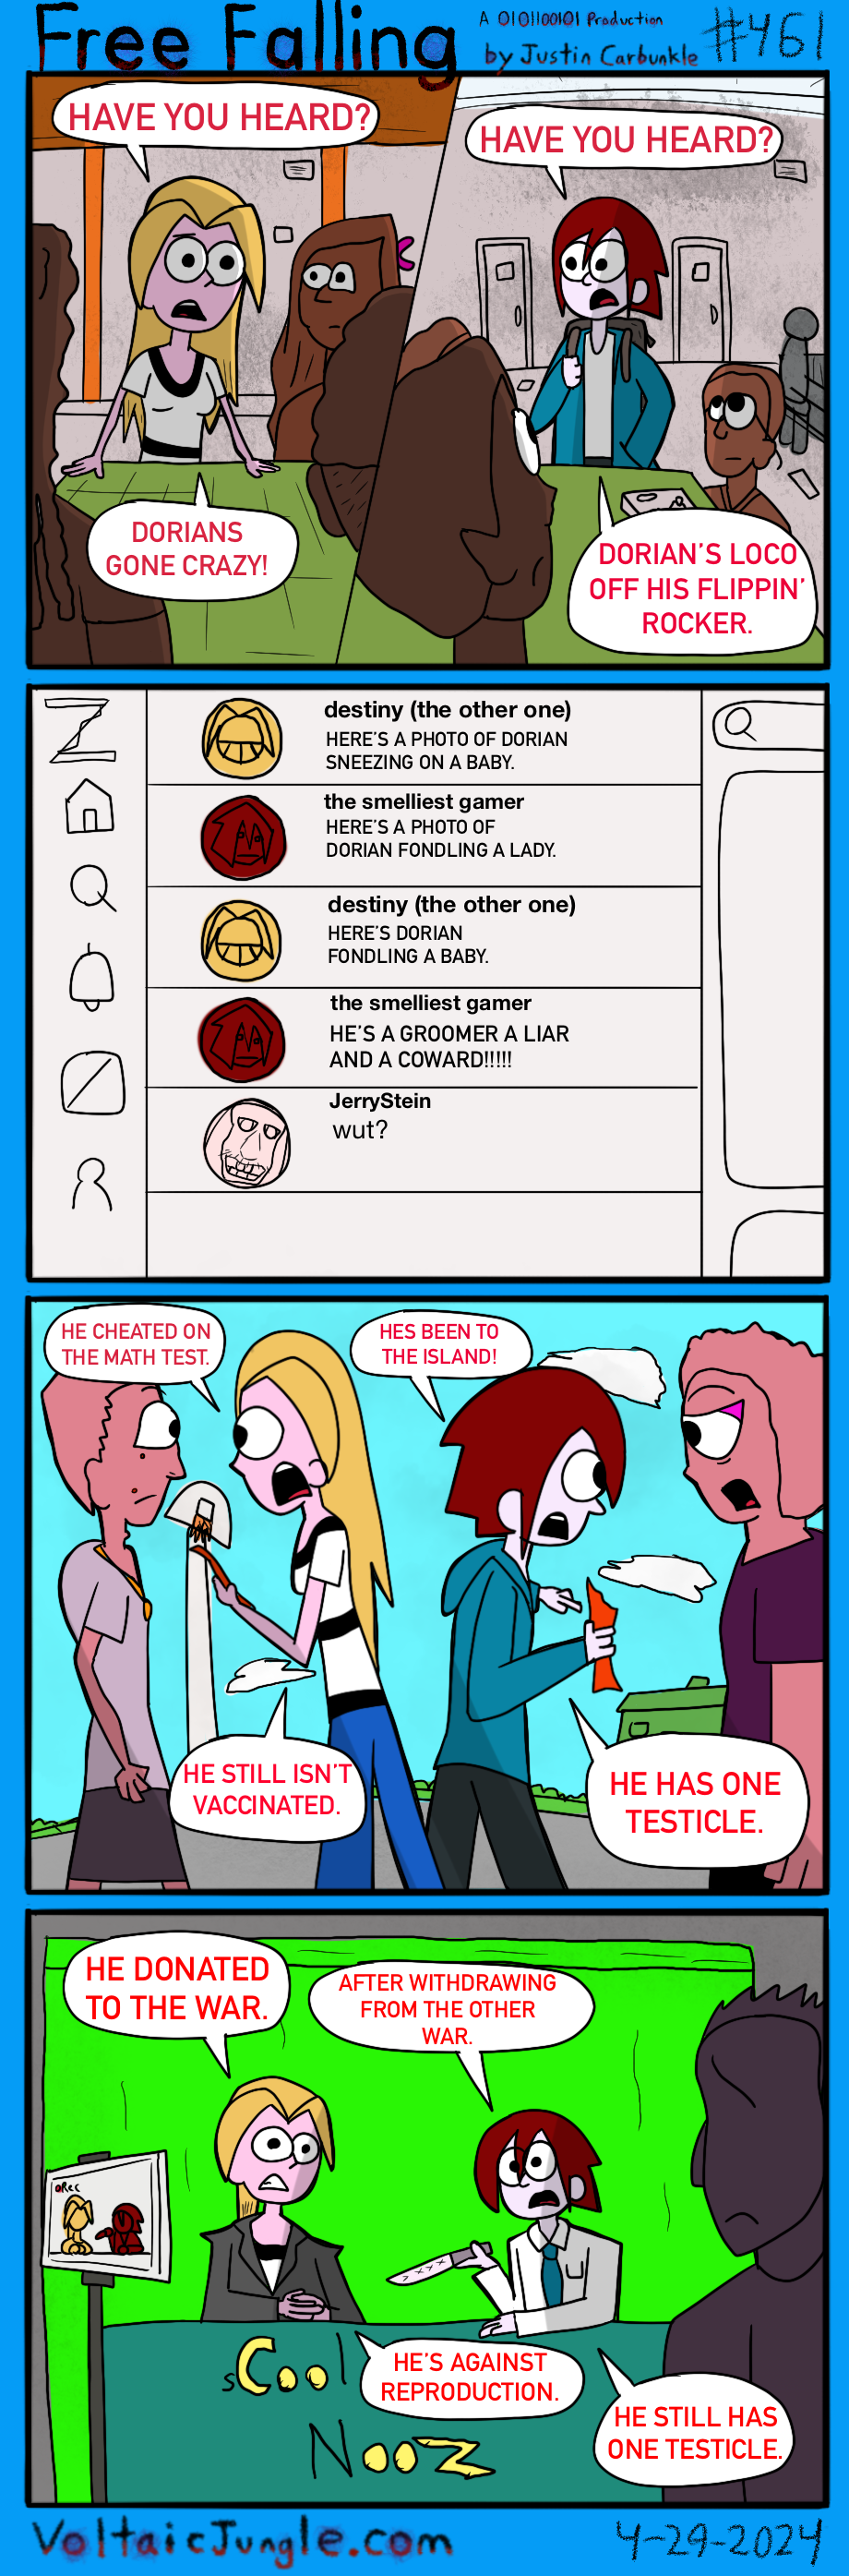 Free Falling
A 0101100101 Production
by Justin Carbunkle
#461
HAVE YOU HEARD?
DORIANS
GONE CRAZY!
HAVE YOU HEARD?
DORIAN'S LOCO
OFF HIS FLIPPIN'
ROCKER.
Z
destiny (the other one)
HERE'S A PHOTO OF DORIAN
SNEEZING ON A BABY.
the smelliest gamer
HERE'S A PHOTO OF
DORIAN FONDLING A LADY.
destiny (the other one)
HERE'S DORIAN
FONDLING A BABY.
the smelliest gamer
HE'S A GROOMER A LIAR
AND A COWARD!!!!!
JerryStein
wut?
HE CHEATED ON
THE MATH TEST.
HES BEEN TO
THE ISLAND!
HE STILL ISN'T
VACCINATED.
HE HAS ONE
TESTICLE.
HE DONATED
TO THE WAR.
AFTER WITHDRAWING
FROM THE OTHER
WAR.
Rec
HE'S AGAINST
REPRODUCTION.
HE STILL HAS
ONE TESTICLE.
sCool
NooZ
VoltaicJungle.com
4-29-2024